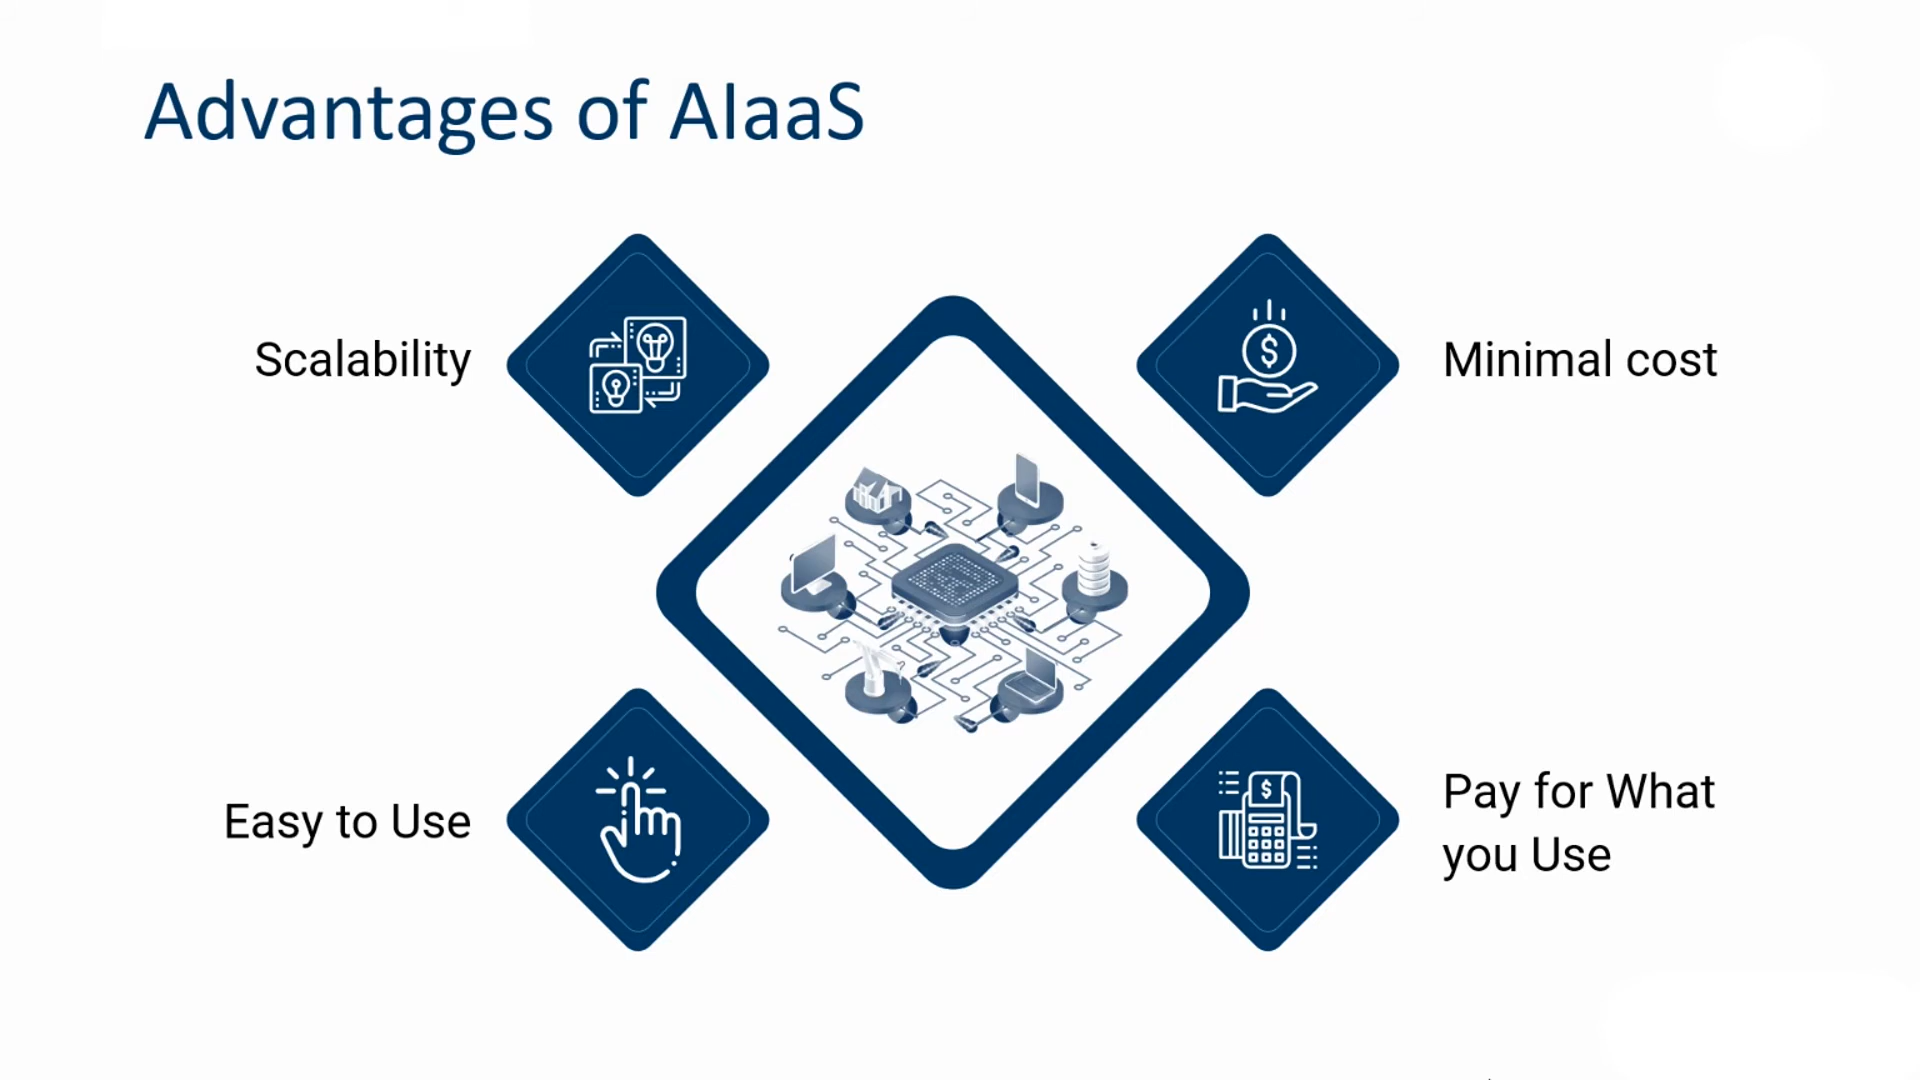 Advantages of AIaaS
Scalability
Minimal cost
Easy to Use
Pay for What
you Use